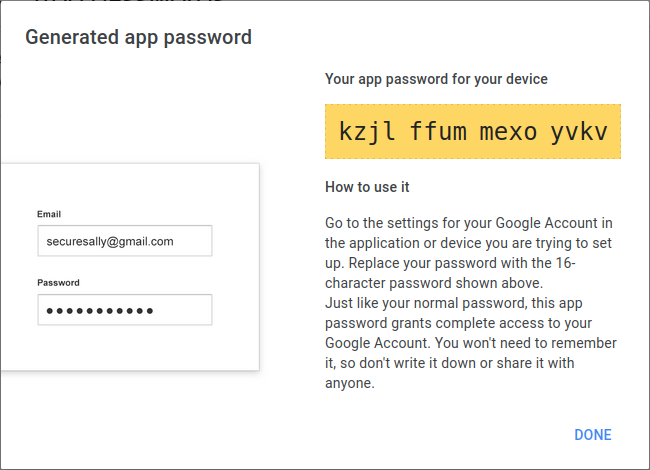 Generated app password
Your app password for your device
kzjl ffum mexo yvkv
Email
securesally@gmail.com
Password
How to use it
Go to the settings for your Google Account in
the application or device you are trying to set
up. Replace your password with the 16-
character password shown above.
Just like your normal password, this app
password grants complete access to your
Google Account. You won't need to remember
it, so don't write it down or share it with
anyone.
DONE